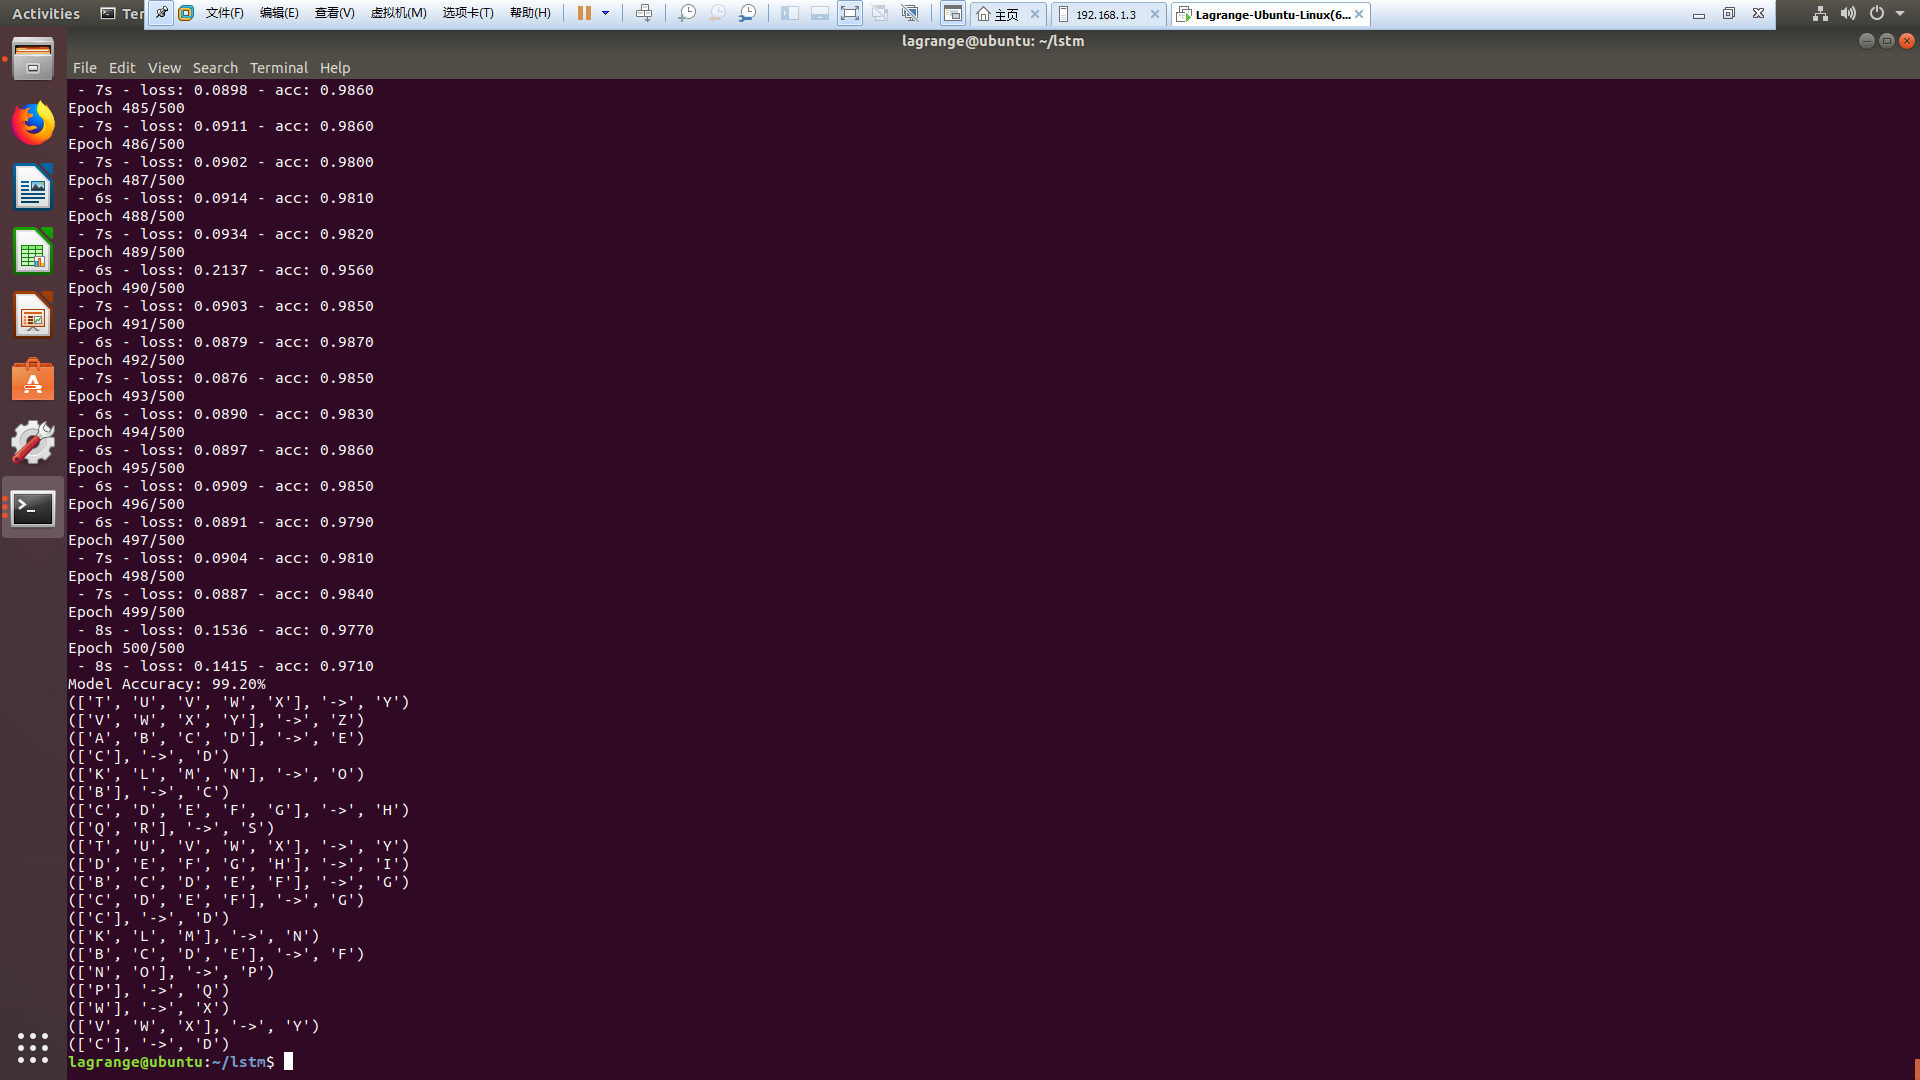 Activities
Ter
文件(F) 编辑(E) 查看(V) 虚拟机(M) 选项卡(T) 帮助(H)
主页
192.168.1.3
Lagrange-Ubuntu-Linux(6...
lagrange@ubuntu: ~/lstm
File Edit View Search Terminal Help
- 7s - loss: 0.0898 - acc: 0.9860
Epoch 485/500
- 7s - loss: 0.0911 - acc: 0.9860
Epoch 486/500
- 7s - loss: 0.0902 - acc: 0.9800
Epoch 487/500
- 6s - loss: 0.0914 - acc: 0.9810
Epoch 488/500
- 7s - loss: 0.0934 - acc: 0.9820
Epoch 489/500
- 6s - loss: 0.2137 - acc: 0.9560
Epoch 490/500
- 7s - loss: 0.0903 - acc: 0.9850
Epoch 491/500
- 6s - loss: 0.0879 - acc: 0.9870
Epoch 492/500
- 7s - loss: 0.0876 - acc: 0.9850
Epoch 493/500
- 6s - loss: 0.0890 - acc: 0.9830
Epoch 494/500
- 6s - loss: 0.0897 - acc: 0.9860
Epoch 495/500
- 6s - loss: 0.0909 - acc: 0.9850
Epoch 496/500
- 6s - loss: 0.0891 - acc: 0.9790
Epoch 497/500
- 7s - loss: 0.0904 - acc: 0.9810
Epoch 498/500
- 7s - loss: 0.0887 - acc: 0.9840
Epoch 499/500
- 8s - loss: 0.1536 - acc: 0.9770
Epoch 500/500
- 8s - loss: 0.1415 - acc: 0.9710
Model Accuracy: 99.20%
(['T', 'U', 'V', 'W', 'X'], '->', 'Y')
(['V', 'W', 'X', 'Y'], '->', 'Z')
(['A', 'B', 'C', 'D'], '->', 'E')
(['C'], '->', 'D')
(['K', 'L', 'M', 'N'], '->', 'O')
(['B'], '->', 'C')
(['C', 'D', 'E', 'F', 'G'], '->', 'H')
(['Q', 'R'], '->', 'S')
(['T', 'U', 'V', 'W', 'X'], '->', 'Y')
(['D', 'E', 'F', 'G', 'H'], '->', 'I')
(['B', 'C', 'D', 'E', 'F'], '->', 'G')
(['C', 'D', 'E', 'F'], '->', 'G')
(['C'], '->', 'D')
(['K', 'L', 'M'], '->', 'N')
(['B', 'C', 'D', 'E'], '->', 'F')
(['N', 'O'], '->', 'P')
(['P'], '->', 'Q')
(['W'], '->', 'X')
(['V', 'W', 'X'], '->', 'Y')
(['C'], '->', 'D')
lagrange@ubuntu:~/lstm$